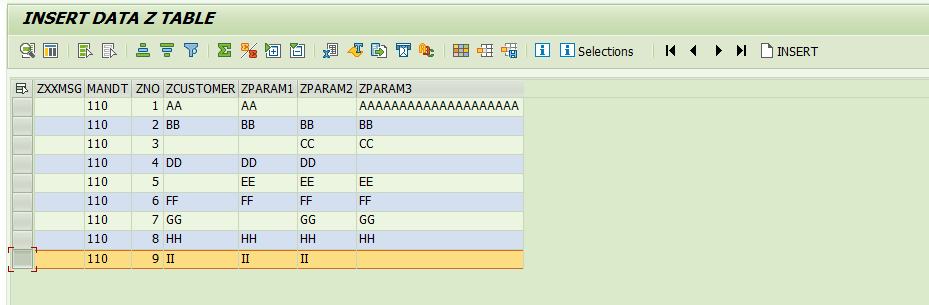 INSERT DATA Z TABLE
Selections INSERT
ZXXMSG MANDT ZNO ZCUSTOMER ZPARAM1 ZPARAM2 ZPARAM3
110 1 AA AA AAAAAAAAAAAAAAAAAAAA
110 2 BB BB BB BB
110 3 CC CC
110 4 DD DD DD
110 5 EE EE EE
110 6 FF FF FF FF
110 7 GG GG GG
110 8 HH HH HH HH
110 9 II II II